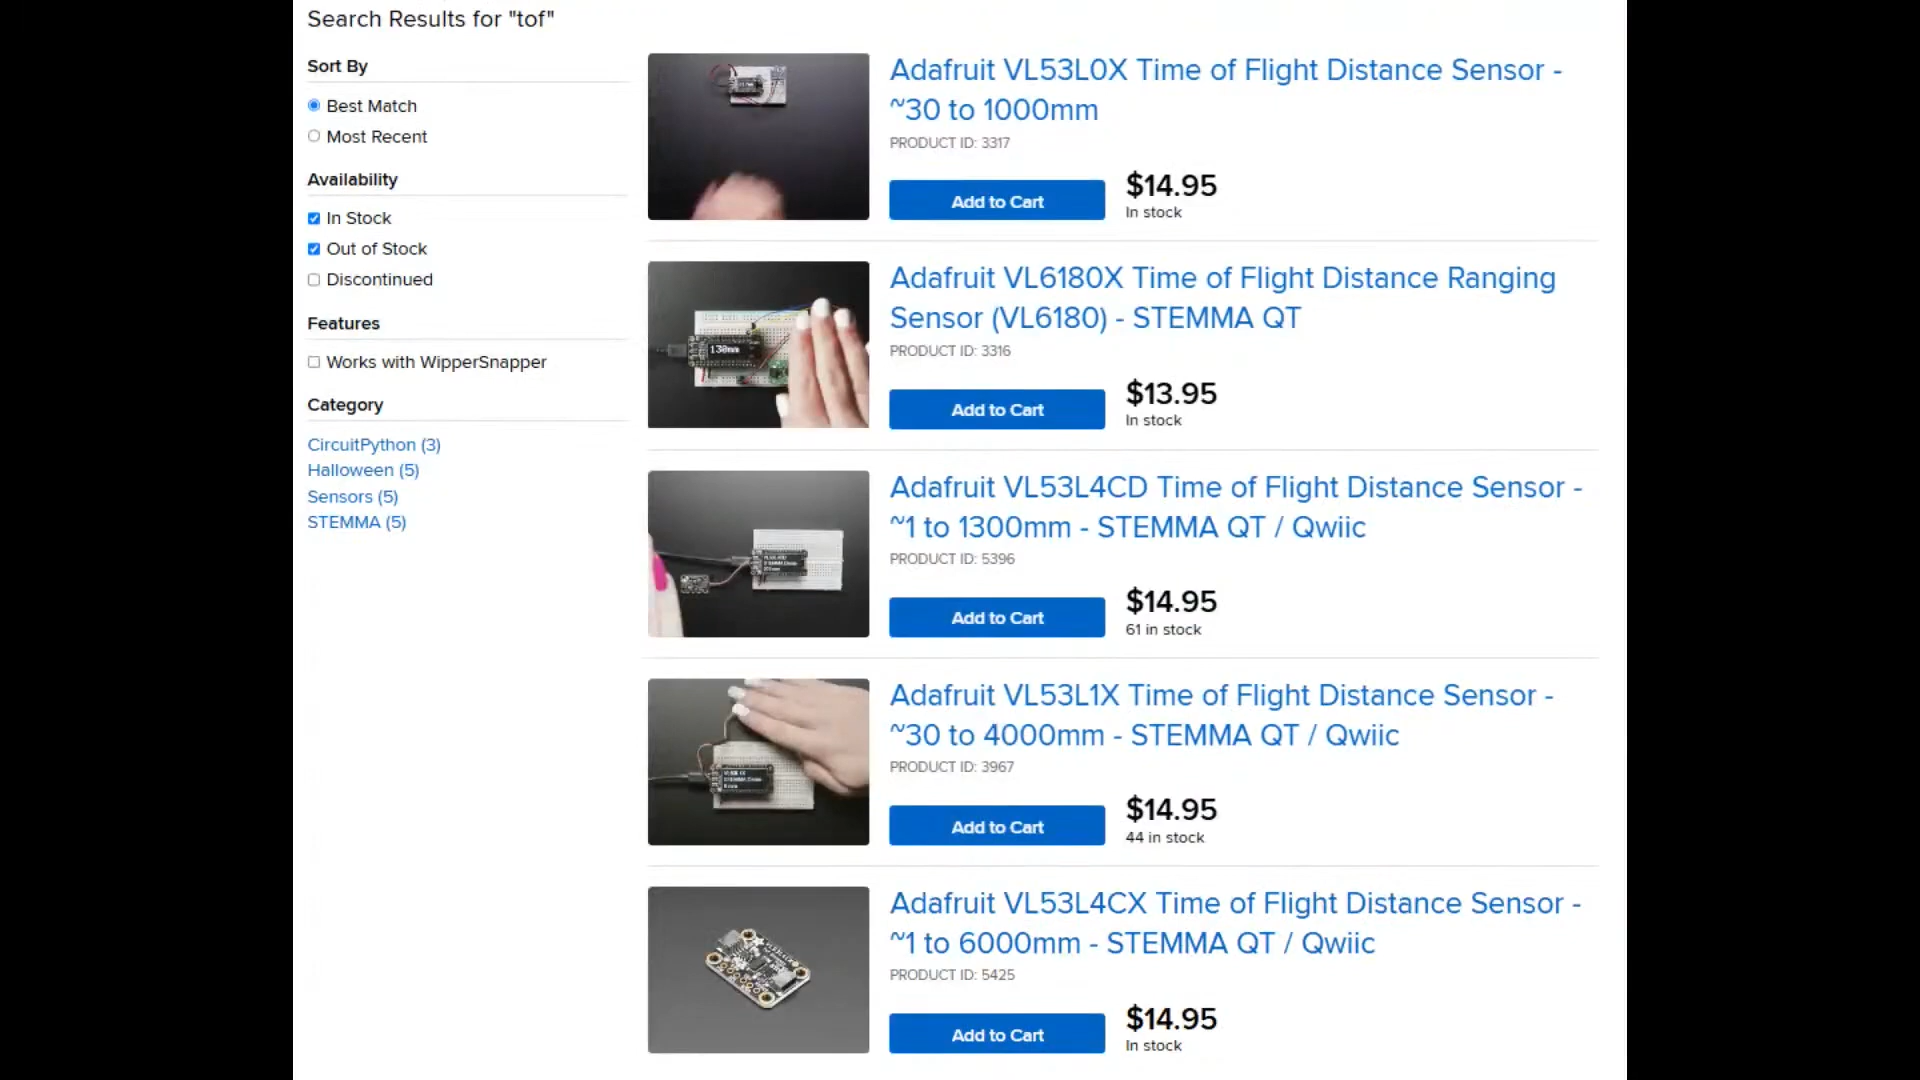 Search Results for "tof"
Sort By
Best Match
Most Recent
Availability
In Stock
Out of Stock
Discontinued
Features
Works with WipperSnapper
Category
CircuitPython (3)
Halloween (5)
Sensors (5)
STEMMA (5)
Adafruit VL53L0X Time of Flight Distance Sensor -
~30 to 1000mm
PRODUCT ID: 3317
Add to Cart
$14.95
In stock
130mm
Adafruit VL6180X Time of Flight Distance Ranging
Sensor (VL6180) - STEMMA QT
PRODUCT ID: 3316
Add to Cart
$13.95
In stock
Adafruit VL53L4CD Time of Flight Distance Sensor -
~1 to 1300mm - STEMMA QT / Qwiic
PRODUCT ID: 5396
Add to Cart
$14.95
61 in stock
Adafruit VL53L1X Time of Flight Distance Sensor -
~30 to 4000mm - STEMMA QT / Qwiic
PRODUCT ID: 3967
Add to Cart
$14.95
44 in stock
Adafruit VL53L4CX Time of Flight Distance Sensor -
~1 to 6000mm - STEMMA QT / Qwiic
PRODUCT ID: 5425
Add to Cart
$14.95
In stock